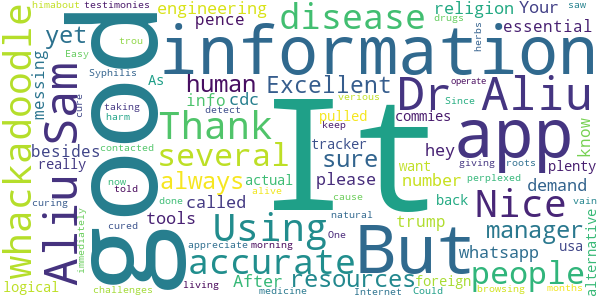 himabout testimonies engineering disease religion Your drugs saw
whackadoodle yet pence essential herbs
messing good information
Aliu Sam Syphilis As human Excellent Dr Aliu
Easy trou info cdc pulled commies operate
taking Thank It app
cure harm detect keep verious Since
besides several sure tracker hey giving roots know
really contacted please want plenty perplexed
always actual number Nice alternative
now told called back demand
immediately curing done tools trump manager vain
Using But whatsapp usa
cured alive cause natural
logical accurate After resources foreign people
appreciate morning One browsing
challenges living medicine Internet Could months